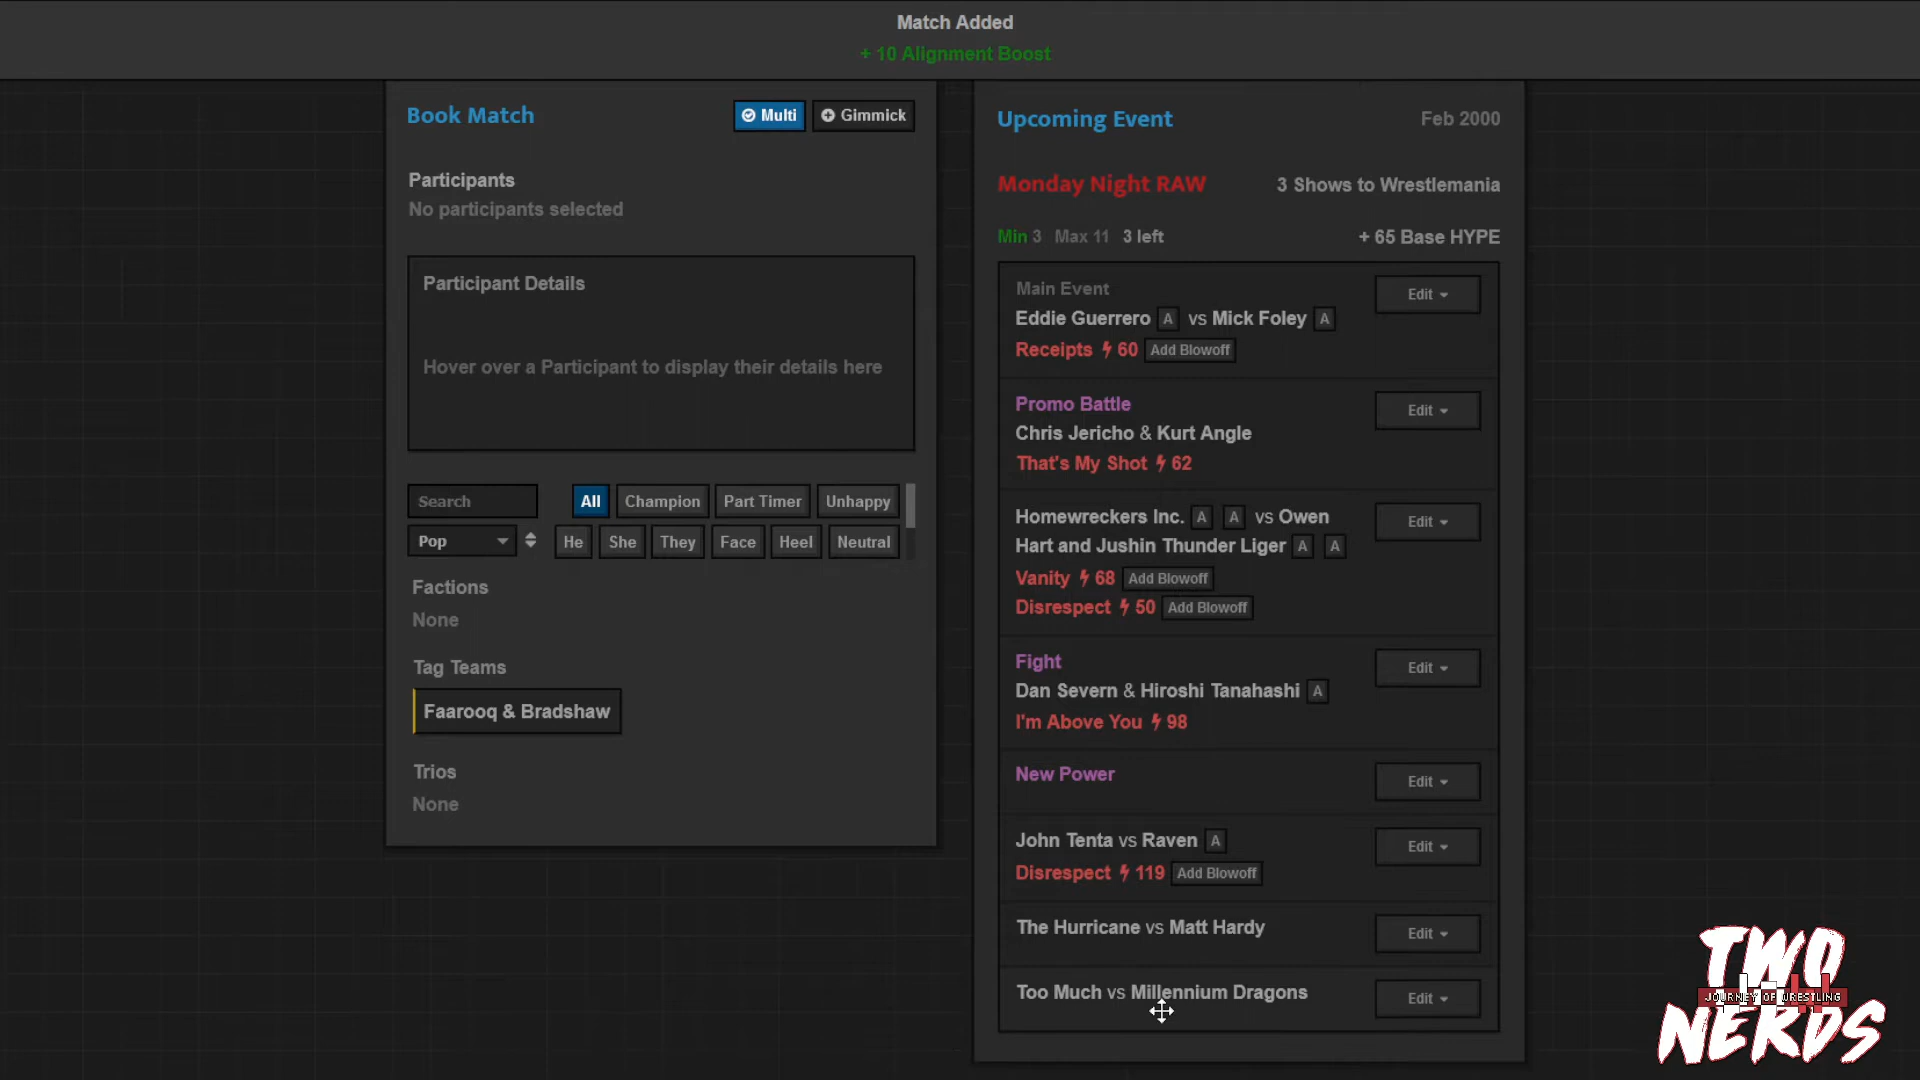 Match Added
+ 10 Alignment Boost
Book Match
Multi
Gimmick
Participants
No participants selected
Participant Details
Hover over a Participant to display their details here
Search
All
Champion
Part Timer
Unhappy
Pop
He
She
They
Face
Heel
Neutral
Factions
None
Tag Teams
Faarooq & Bradshaw
Trios
None
Upcoming Event
Feb 2000
Monday Night RAW
3 Shows to Wrestlemania
Min 3 Max 11 3 left
+ 65 Base HYPE
Main Event
Edit
Eddie Guerrero A vs Mick Foley A
Receipts 60 Add Blowoff
Promo Battle
Edit
Chris Jericho & Kurt Angle
That's My Shot 62
Homewreckers Inc. A A vs Owen
Edit
Hart and Jushin Thunder Liger A A
Vanity 68 Add Blowoff
Disrespect 50 Add Blowoff
Fight
Edit
Dan Severn & Hiroshi Tanahashi A
I'm Above You 98
New Power
Edit
John Tenta vs Raven A
Edit
Disrespect 119 Add Blowoff
The Hurricane vs Matt Hardy
Edit
Too Much vs Millennium Dragons
Edit
TWO
JOURNEY OF WRESTLING
NERDS